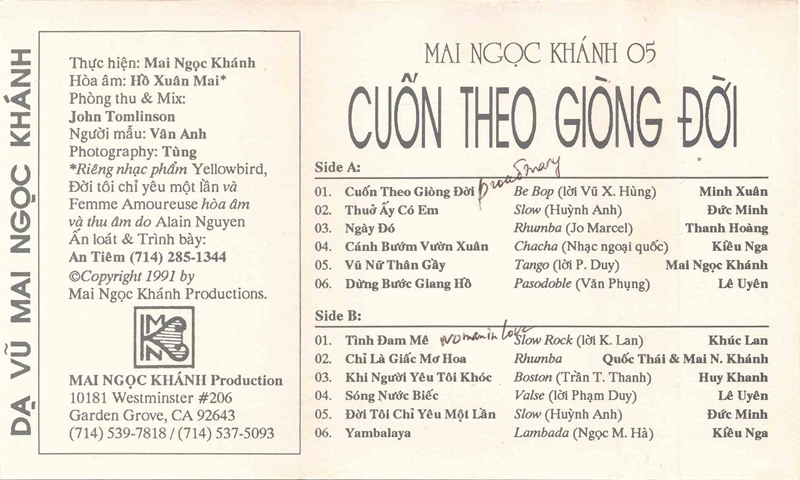 DẠ VŨ MAI NGỌC KHÁNH
Thực hiện: Mai Ngọc Khánh
Hòa âm: Hồ Xuân Mai*
Phòng thu & Mix:
John Tomlinson
Người mẫu: Vân Anh
Photography: Tùng
*Riêng nhạc phẩm Yellowbird,
Đời tôi chỉ yêu một lần và
Femme Amoureuse hòa âm
và thu âm do Alain Nguyen
Ấn loát & Trình bày:
An Tiêm (714) 285-1344
©Copyright 1991 by
Mai Ngọc Khánh Productions.
MNK
MAI NGỌC KHÁNH Production
10181 Westminster #206
Garden Grove, CA 92643
(714) 539-7818 / (714) 537-5093
MAI NGỌC KHÁNH 05
CUỐN THEO GIÒNG ĐỜI
Side A:
01. Cuốn Theo Giòng Đời proud mary Be Bop (lời Vũ X. Hùng) Minh Xuân
02. Thuở Ấy Có Em Slow (Huỳnh Anh) Đức Minh
03. Ngày Đó Rhumba (Jo Marcel) Thanh Hoàng
04. Cánh Bướm Vườn Xuân Chacha (Nhạc ngoại quốc) Kiều Nga
05. Vũ Nữ Thân Gầy Tango (lời P. Duy) Mai Ngọc Khánh
06. Dừng Bước Giang Hồ Pasodoble (Văn Phụng) Lê Uyên
Side B:
01. Tình Đam Mê woman in love Slow Rock (lời K. Lan) Khúc Lan
02. Chỉ Là Giấc Mơ Hoa Rhumba Quốc Thái & Mai N. Khánh
03. Khi Người Yêu Tôi Khóc Boston (Trần T. Thanh) Huy Khanh
04. Sóng Nước Biếc Valse (lời Phạm Duy) Lê Uyên
05. Đời Tôi Chỉ Yêu Một Lần Slow (Huỳnh Anh) Đức Minh
06. Yambalaya Lambada (Ngọc M. Hà) Kiều Nga